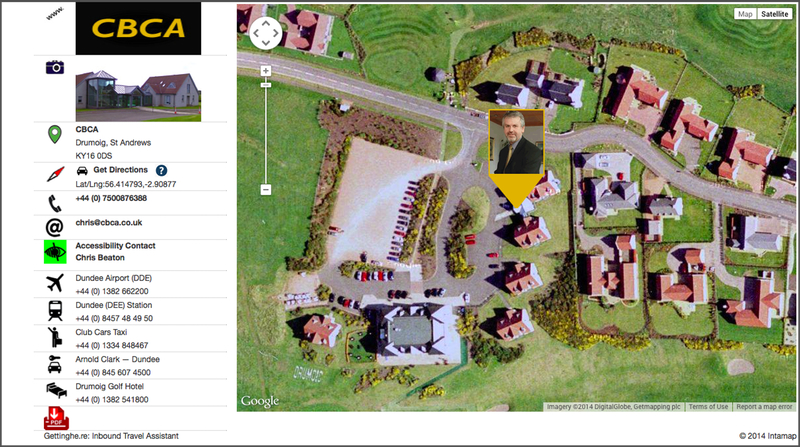 www.
CBCA
CBCA
Drumoig, St Andrews
KY16 0DS
Get Directions ?
Lat/Lng:56.414793,-2.90877
+44 (0) 7500876388
@ chris@cbca.co.uk
Accessibility Contact
Chris Beaton
Dundee Airport (DDE)
+44 (0) 1382 662200
Dundee (DEE) Station
+44 (0) 8457 48 49 50
Club Cars Taxi
+44 (0) 1334 848467
Arnold Clark — Dundee
+44 (0) 845 607 4500
Drumoig Golf Hotel
+44 (0) 1382 541800
PDF
Gettinghe.re: Inbound Travel Assistant
Map Satellite
+
−
DRUMOIG
Google
Imagery ©2014 DigitalGlobe, Getmapping plc Terms of Use Report a map error
© 2014 Intamap